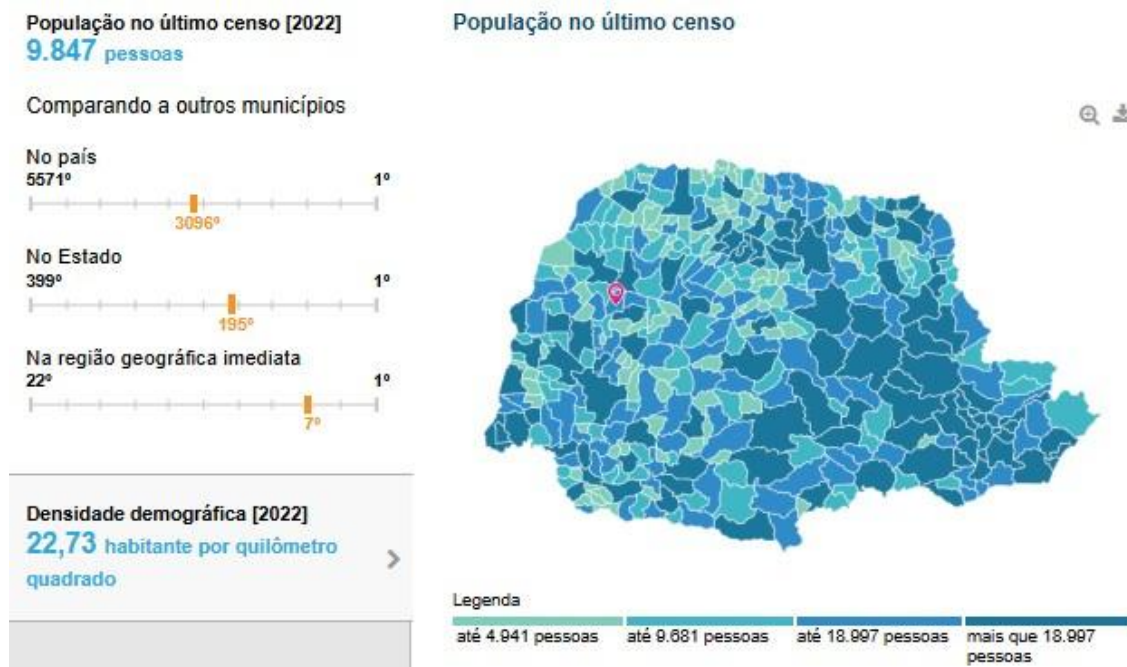 População no último censo [2022]
9.847 pessoas
Comparando a outros municípios
No país
5571º 1º
3096º
No Estado
399º 1º
195º
Na região geográfica imediata
22º 1º
7º
Densidade demográfica [2022]
22,73 habitante por quilômetro
quadrado
População no último censo
Legenda
até 4.941 pessoas
até 9.681 pessoas
até 18.997 pessoas
mais que 18.997
pessoas